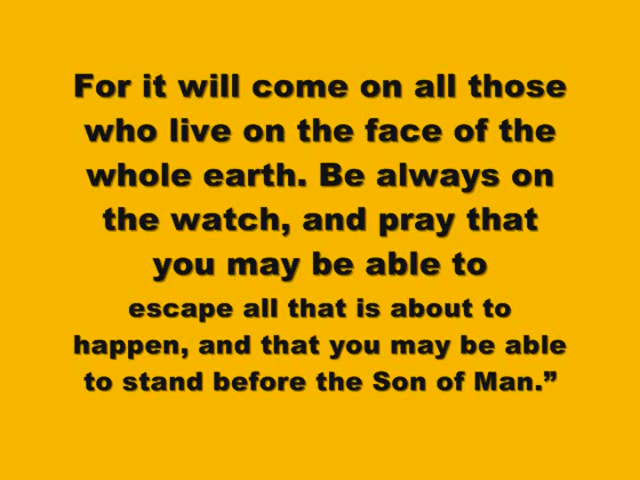 For it will come on all those
who live on the face of the
whole earth. Be always on
the watch, and pray that
you may be able to
escape all that is about to
happen, and that you may be able
to stand before the Son of Man.”